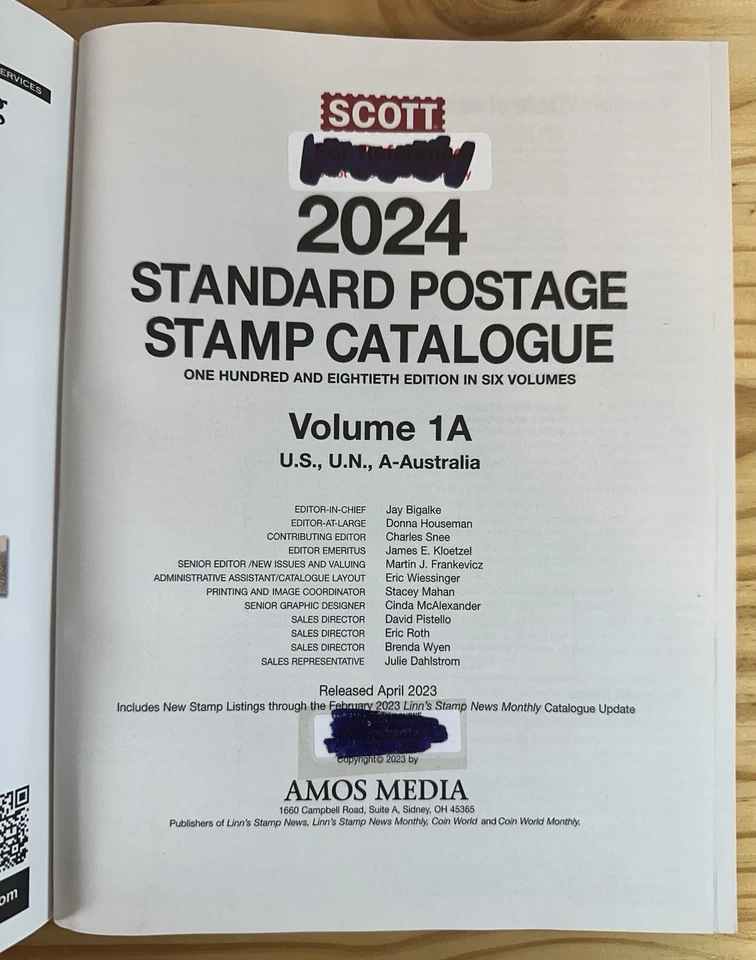 ERVICES
SCOTT
2024
STANDARD POSTAGE
STAMP CATALOGUE
ONE HUNDRED AND EIGHTIETH EDITION IN SIX VOLUMES
Volume 1A
U.S., U.N., A-Australia
EDITOR-IN-CHIEF Jay Bigalke
EDITOR-AT-LARGE Donna Houseman
CONTRIBUTING EDITOR Charles Snee
EDITOR EMERITUS James E. Kloetzel
SENIOR EDITOR /NEW ISSUES AND VALUING Martin J. Frankevicz
ADMINISTRATIVE ASSISTANT/CATALOGUE LAYOUT Eric Wiessinger
PRINTING AND IMAGE COORDINATOR Stacey Mahan
SENIOR GRAPHIC DESIGNER Cinda McAlexander
SALES DIRECTOR David Pistello
SALES DIRECTOR Eric Roth
SALES DIRECTOR Brenda Wyen
SALES REPRESENTATIVE Julie Dahlstrom
Released April 2023
Includes New Stamp Listings through the February 2023 Linn's Stamp News Monthly Catalogue Update
Copyright© 2023 by
AMOS MEDIA
1660 Campbell Road, Suite A, Sidney, OH 45365
Publishers of Linn's Stamp News, Linn's Stamp News Monthly, Coin World and Coin World Monthly.
om